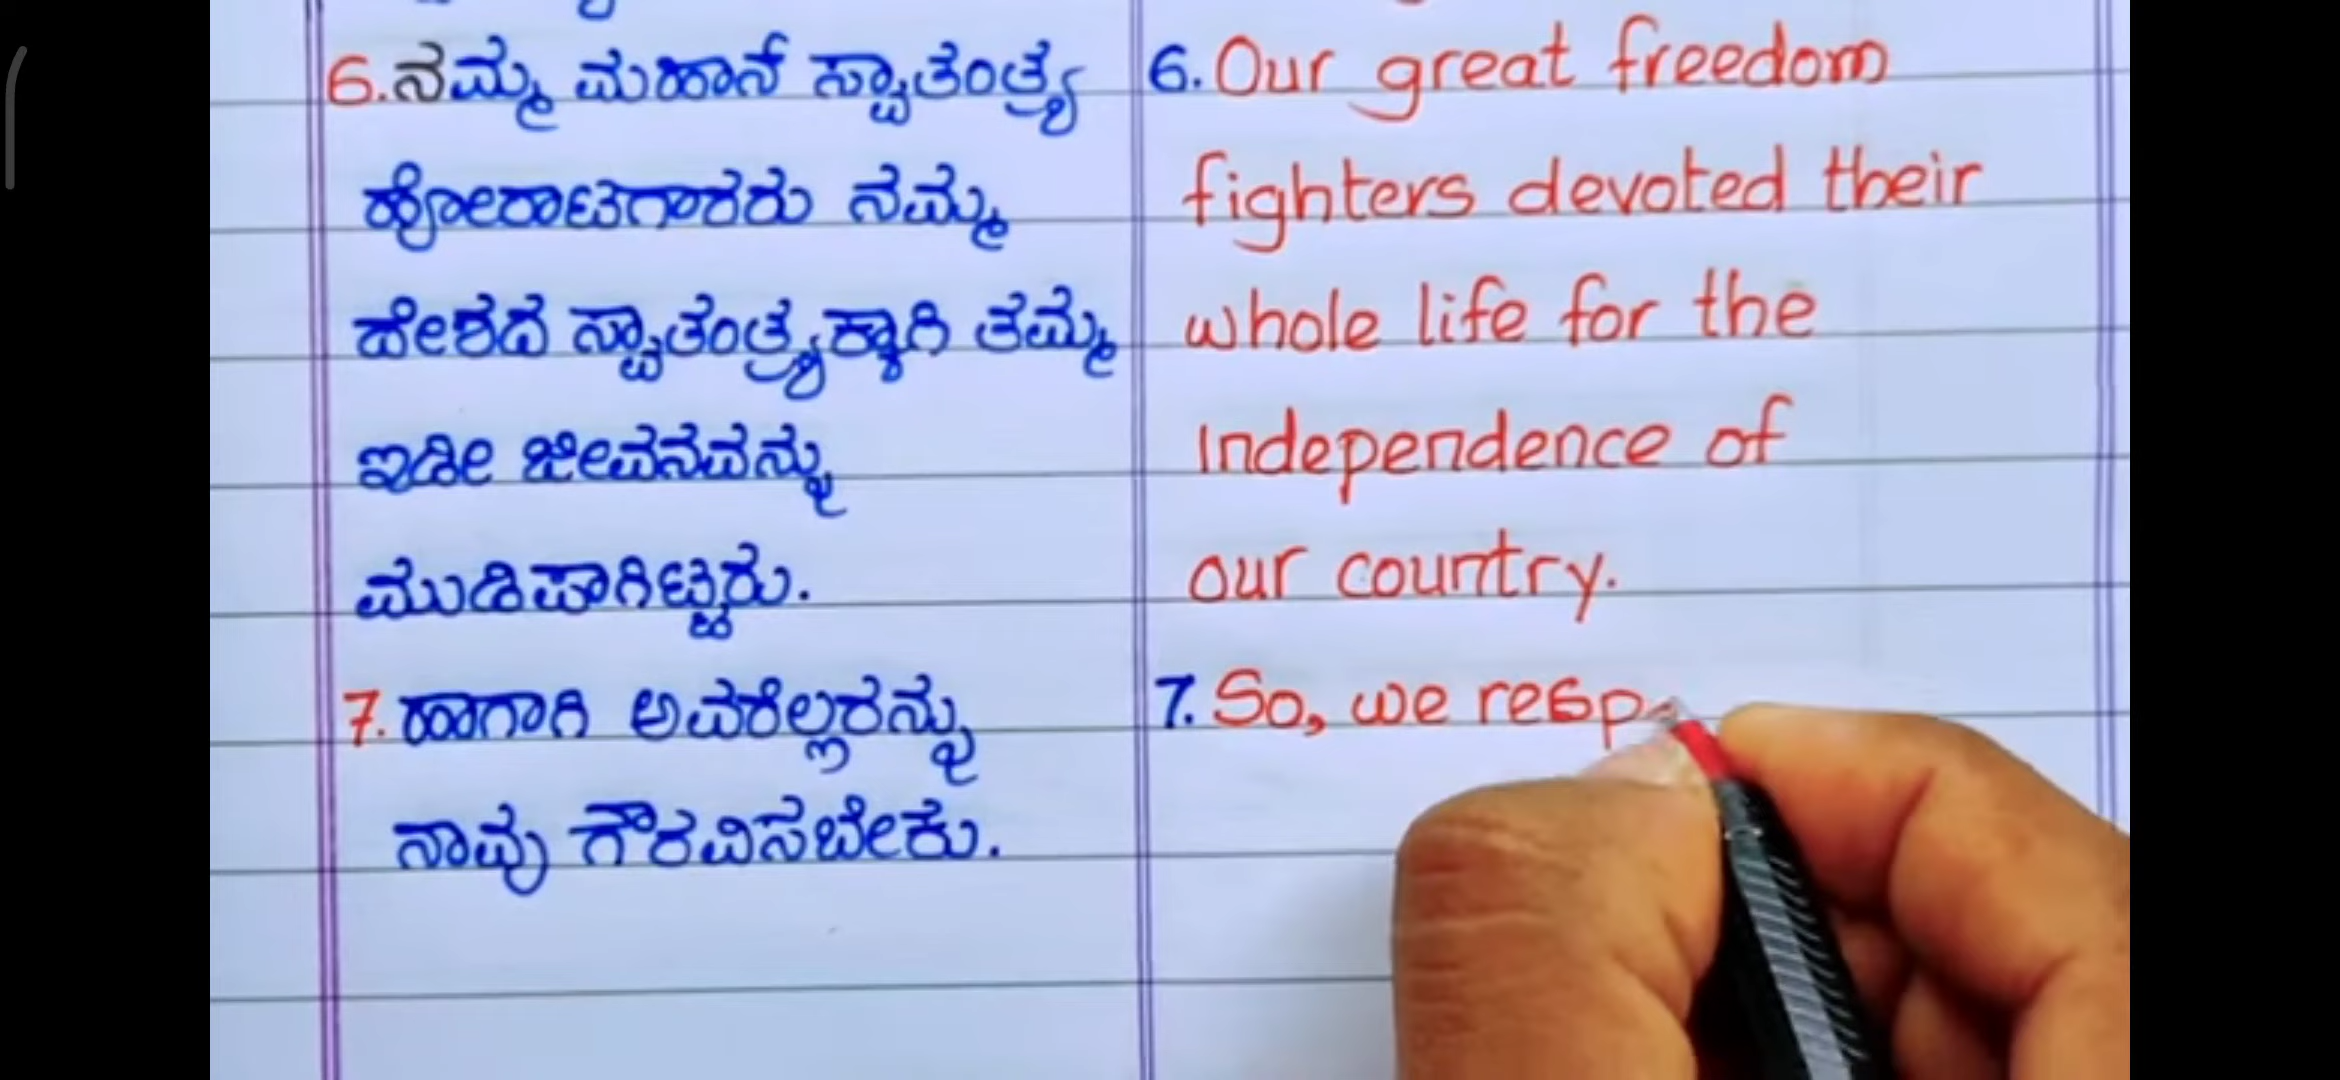 6. ನಮ್ಮ ಮಹಾನ್ ಸ್ವಾತಂತ್ರ್ಯ
ಹೋರಾಟಗಾರರು ನಮ್ಮ
ದೇಶದ ಸ್ವಾತಂತ್ರ್ಯಕ್ಕಾಗಿ ತಮ್ಮ
ಇಡೀ ಜೀವನವನ್ನು
ಮುಡಿಪಾಗಿಟ್ಟರು.
7. ಹಾಗಾಗಿ ಅವರೆಲ್ಲರನ್ನು
ನಾವು ಗೌರವಿಸಬೇಕು.
6. Our great freedom
fighters devoted their
whole life for the
Independence of
our country.
7. So, we resp